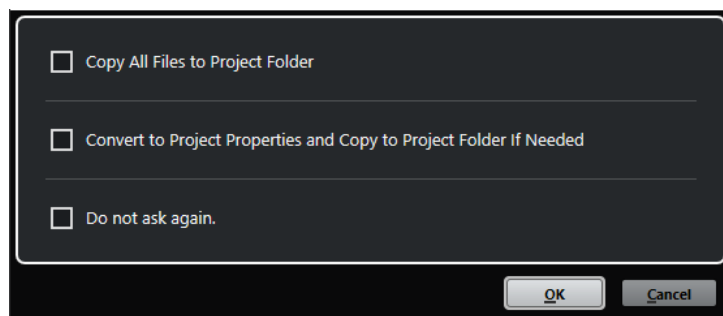 Copy All Files to Project Folder
Convert to Project Properties and Copy to Project Folder If Needed
Do not ask again.
OK Cancel